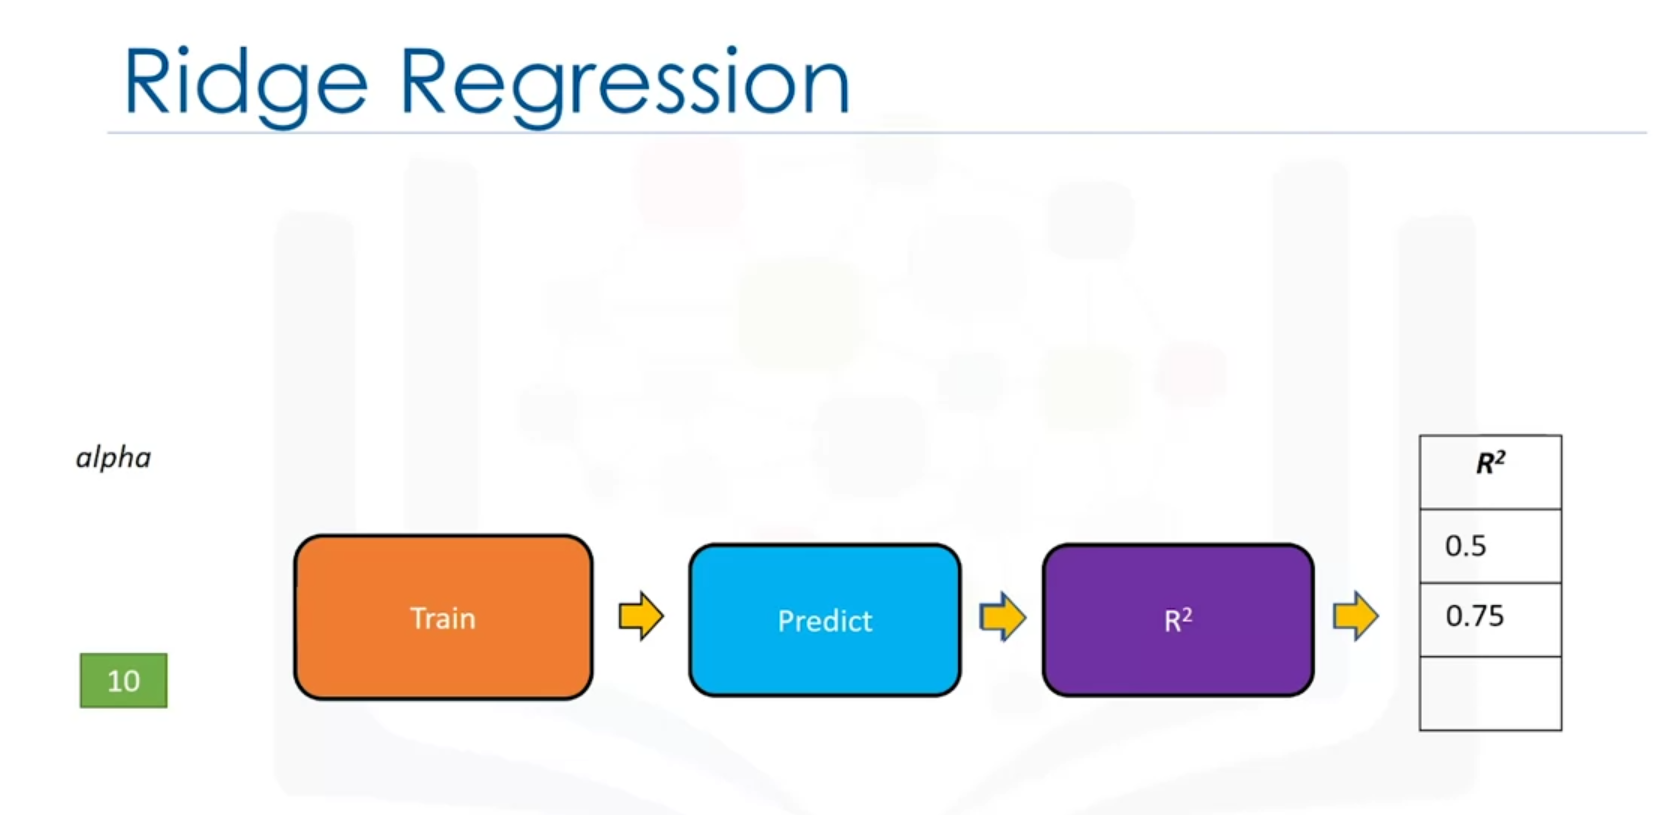 Ridge Regression
alpha
10
Train
Predict
R²
R²
0.5
0.75